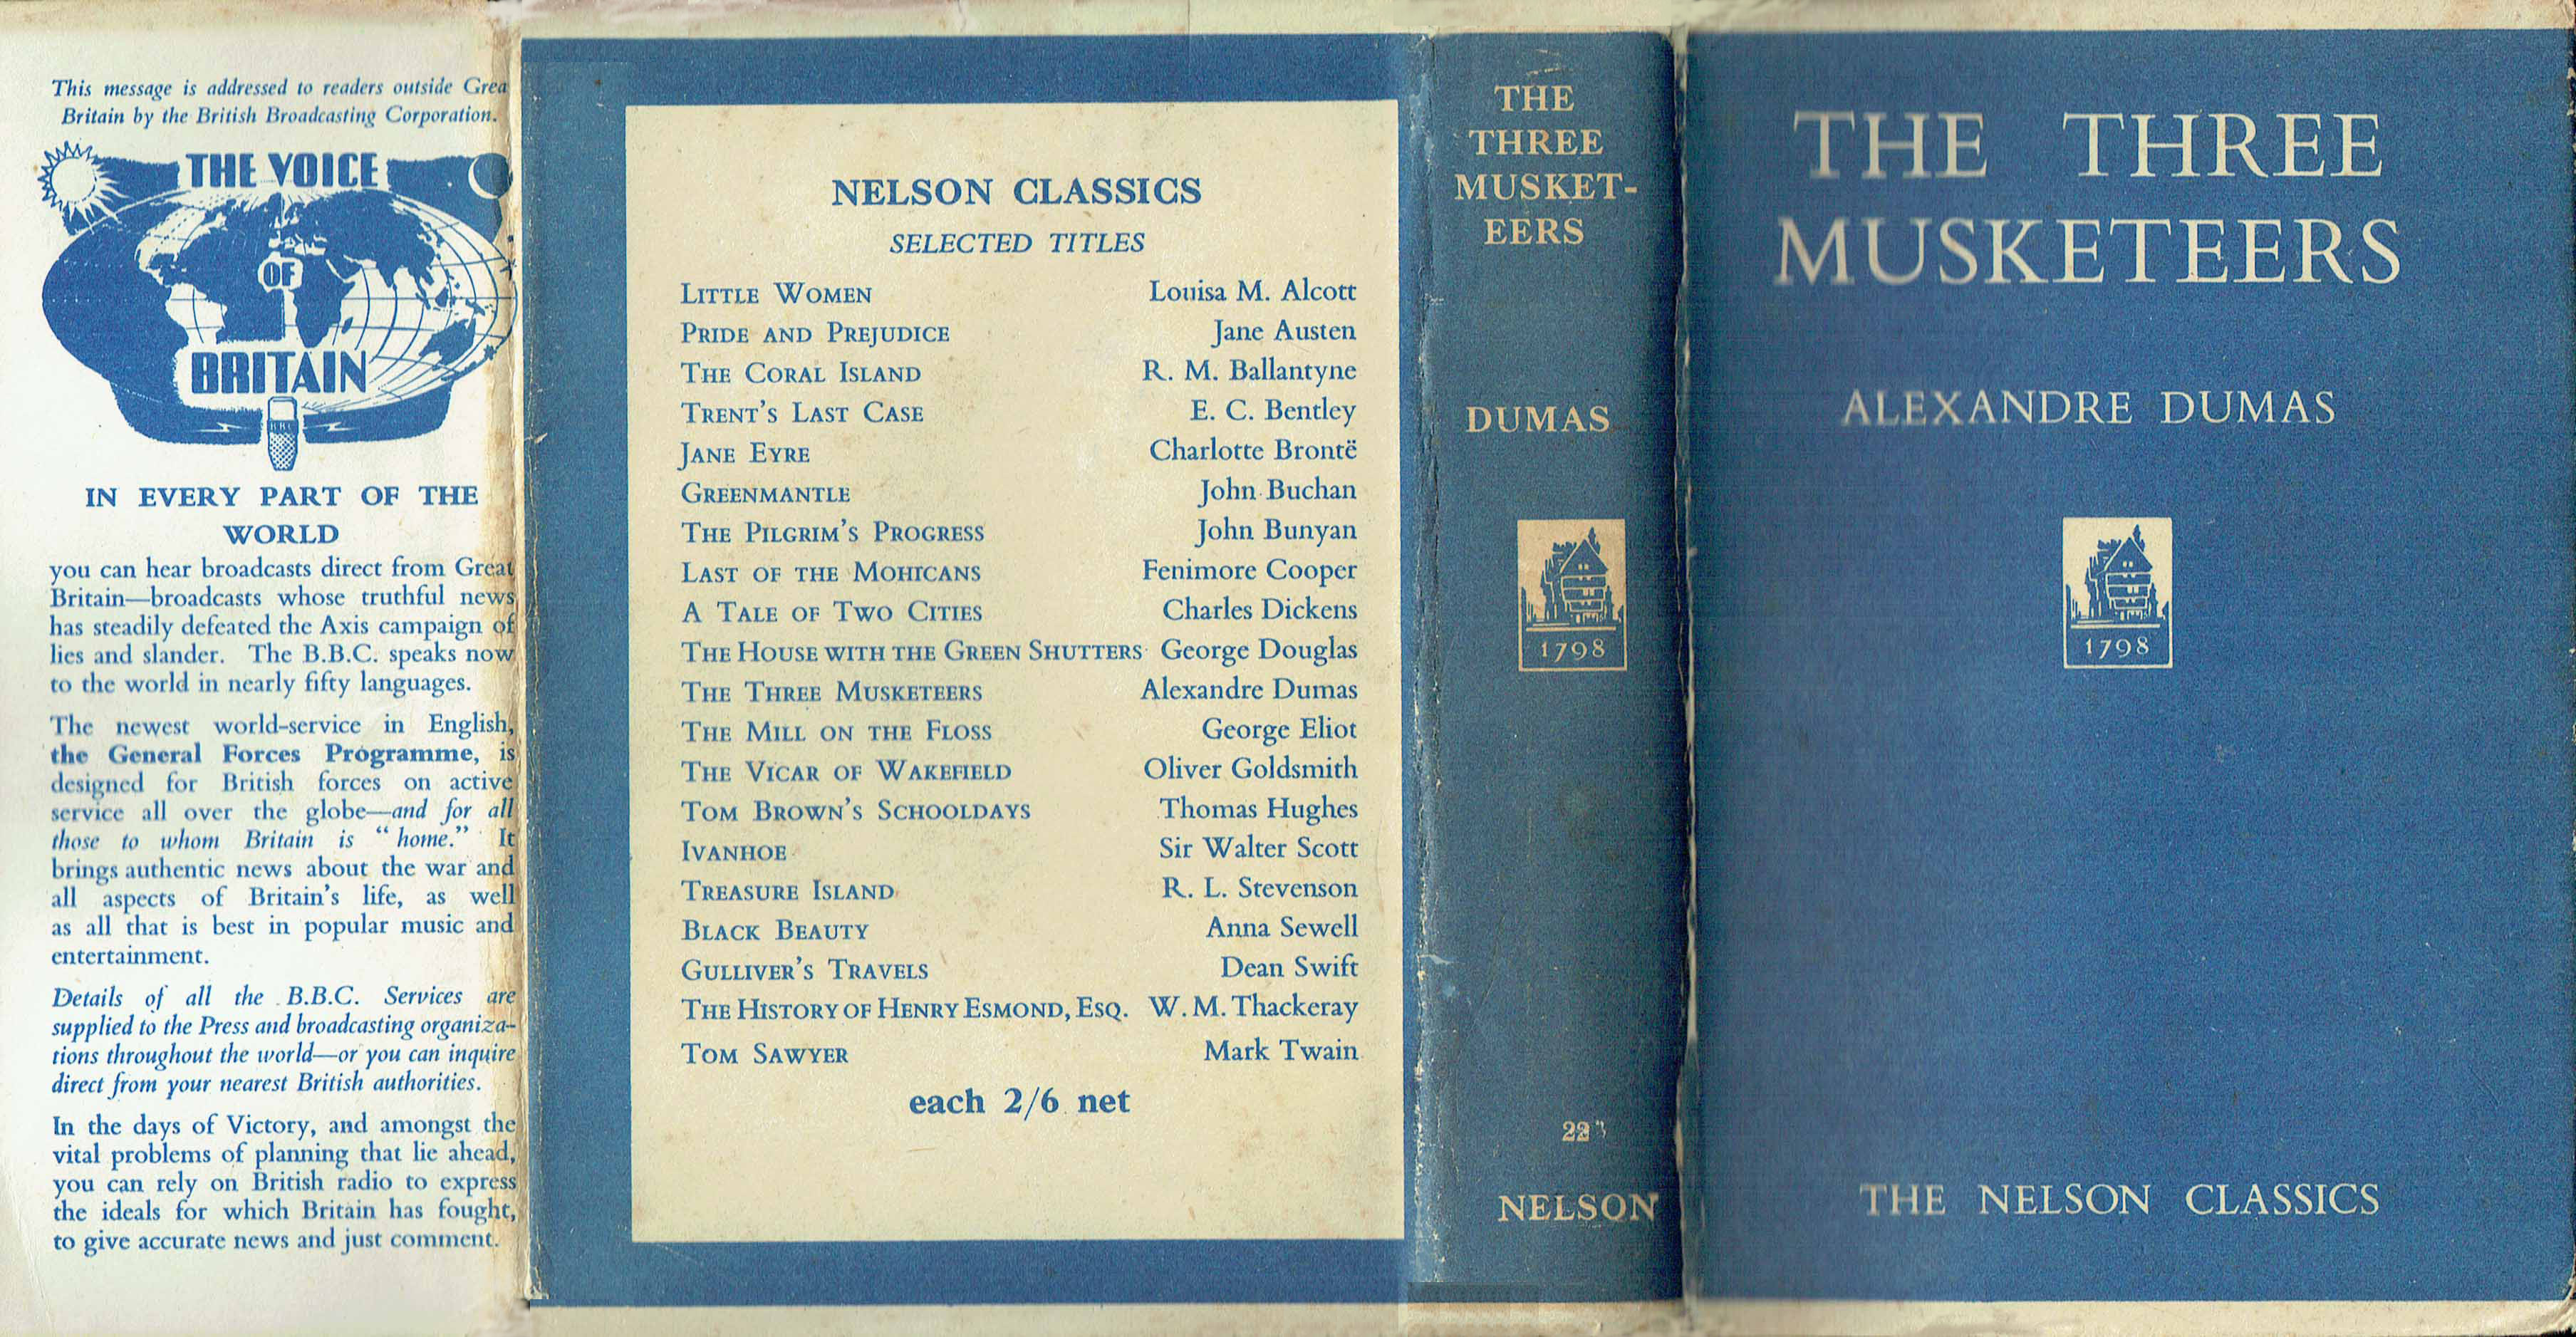 This message is addressed to readers outside Grea
Britain by the British Broadcasting Corporation.
THE VOICE
OF
BRITAIN
BBC
IN EVERY PART OF THE
WORLD
you can hear broadcasts direct from Great
Britain—broadcasts whose truthful news
has steadily defeated the Axis campaign of
lies and slander. The B.B.C. speaks now
to the world in nearly fifty languages.
The newest world-service in English,
the General Forces Programme, is
designed for British forces on active
service all over the globe—and for all
those to whom Britain is “home.” It
brings authentic news about the war and
all aspects of Britain's life, as well
as all that is best in popular music and
entertainment.
Details of all the B.B.C. Services are
supplied to the Press and broadcasting organiza-
tions throughout the world—or you can inquire
direct from your nearest British authorities.
In the days of Victory, and amongst the
vital problems of planning that lie ahead,
you can rely on British radio to express
the ideals for which Britain has fought,
to give accurate news and just comment.
NELSON CLASSICS
SELECTED TITLES
LITTLE WOMEN Louisa M. Alcott
PRIDE AND PREJUDICE Jane Austen
THE CORAL ISLAND R. M. Ballantyne
TRENT'S LAST CASE E. C. Bentley
JANE EYRE Charlotte Brontë
GREENMANTLE John Buchan
THE PILGRIM'S PROGRESS John Bunyan
LAST OF THE MOHICANS Fenimore Cooper
A TALE OF TWO CITIES Charles Dickens
THE HOUSE WITH THE GREEN SHUTTERS George Douglas
THE THREE MUSKETEERS Alexandre Dumas
THE MILL ON THE FLOSS George Eliot
THE VICAR OF WAKEFIELD Oliver Goldsmith
TOM BROWN'S SCHOOLDAYS Thomas Hughes
IVANHOE Sir Walter Scott
TREASURE ISLAND R. L. Stevenson
BLACK BEAUTY Anna Sewell
GULLIVER'S TRAVELS Dean Swift
THE HISTORY OF HENRY ESMOND, ESQ. W. M. Thackeray
TOM SAWYER Mark Twain
each 2/6 net
THE
THREE
MUSKET-
EERS
DUMAS
1798
22
NELSON
THE THREE
MUSKETEERS
ALEXANDRE DUMAS
1798
THE NELSON CLASSICS